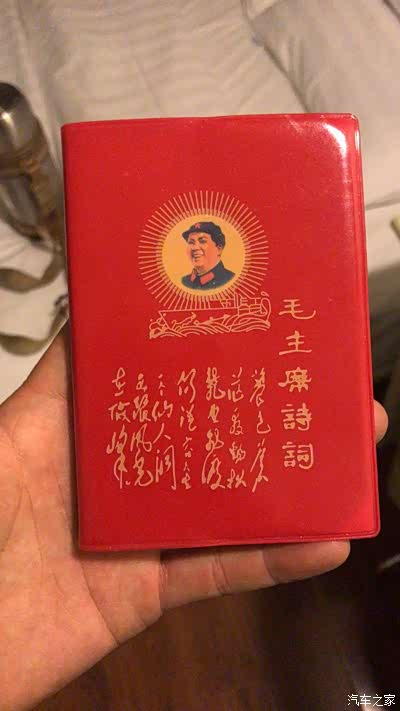 毛主席詩詞
暮色蒼
茫看勁松
亂雲飛渡
仍從容天生
一个仙人洞
無限風光
在險峰
汽车之家